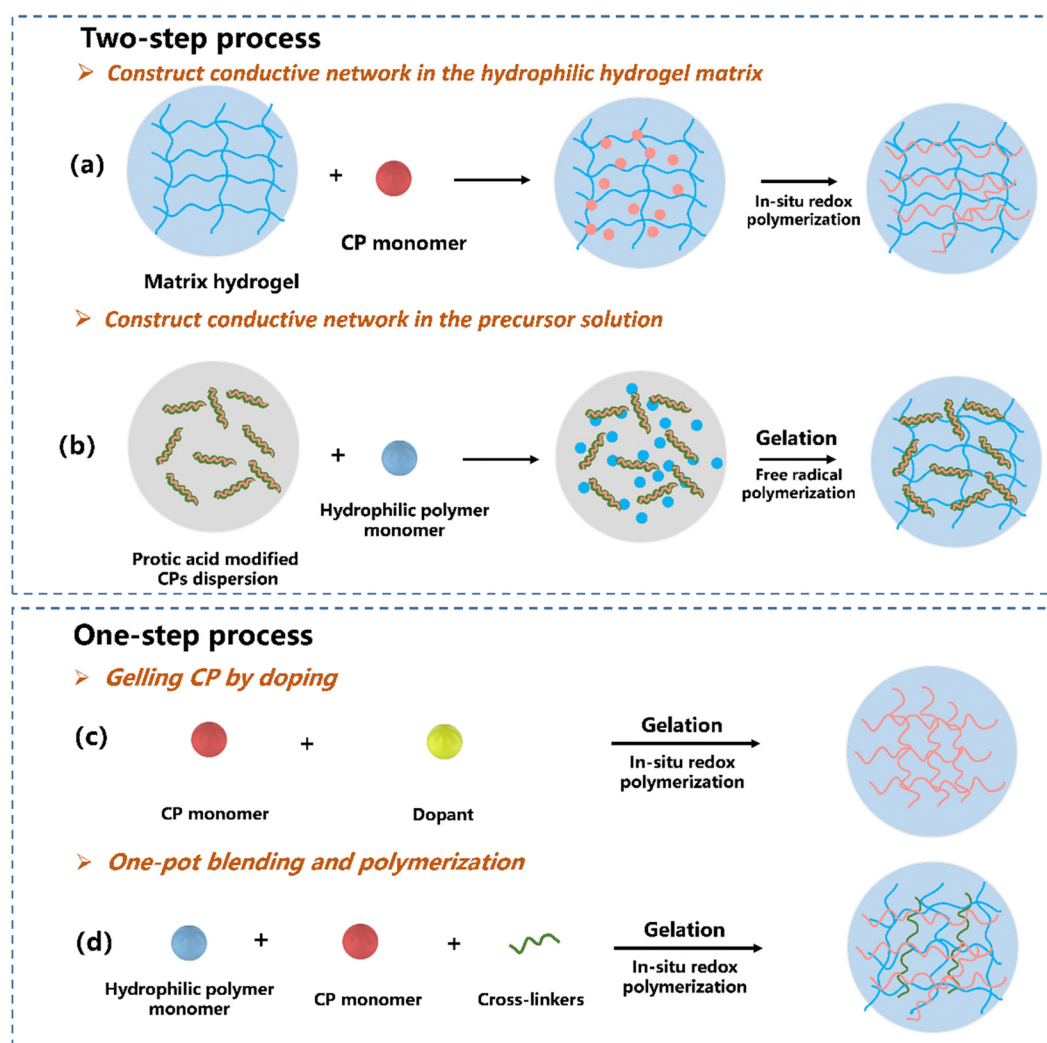 Two-step process
➢ Construct conductive network in the hydrophilic hydrogel matrix
(a)
+
CP monomer
Matrix hydrogel
In-situ redox
polymerization
➢ Construct conductive network in the precursor solution
(b)
+
Hydrophilic polymer
monomer
Protic acid modified
CPs dispersion
Gelation
Free radical
polymerization
One-step process
➢ Gelling CP by doping
(c)
+
CP monomer
Dopant
Gelation
In-situ redox
polymerization
➢ One-pot blending and polymerization
(d)
+
+
Hydrophilic polymer
monomer
CP monomer
Cross-linkers
Gelation
In-situ redox
polymerization